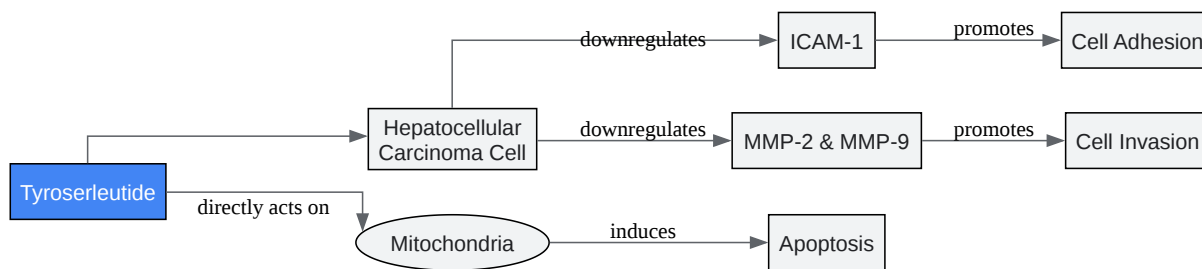 downregulates
ICAM-1
promotes
Cell Adhesion
Hepatocellular
Carcinoma Cell
downregulates
MMP-2 & MMP-9
promotes
Cell Invasion
Tyroserleutide
directly acts on
Mitochondria
induces
Apoptosis